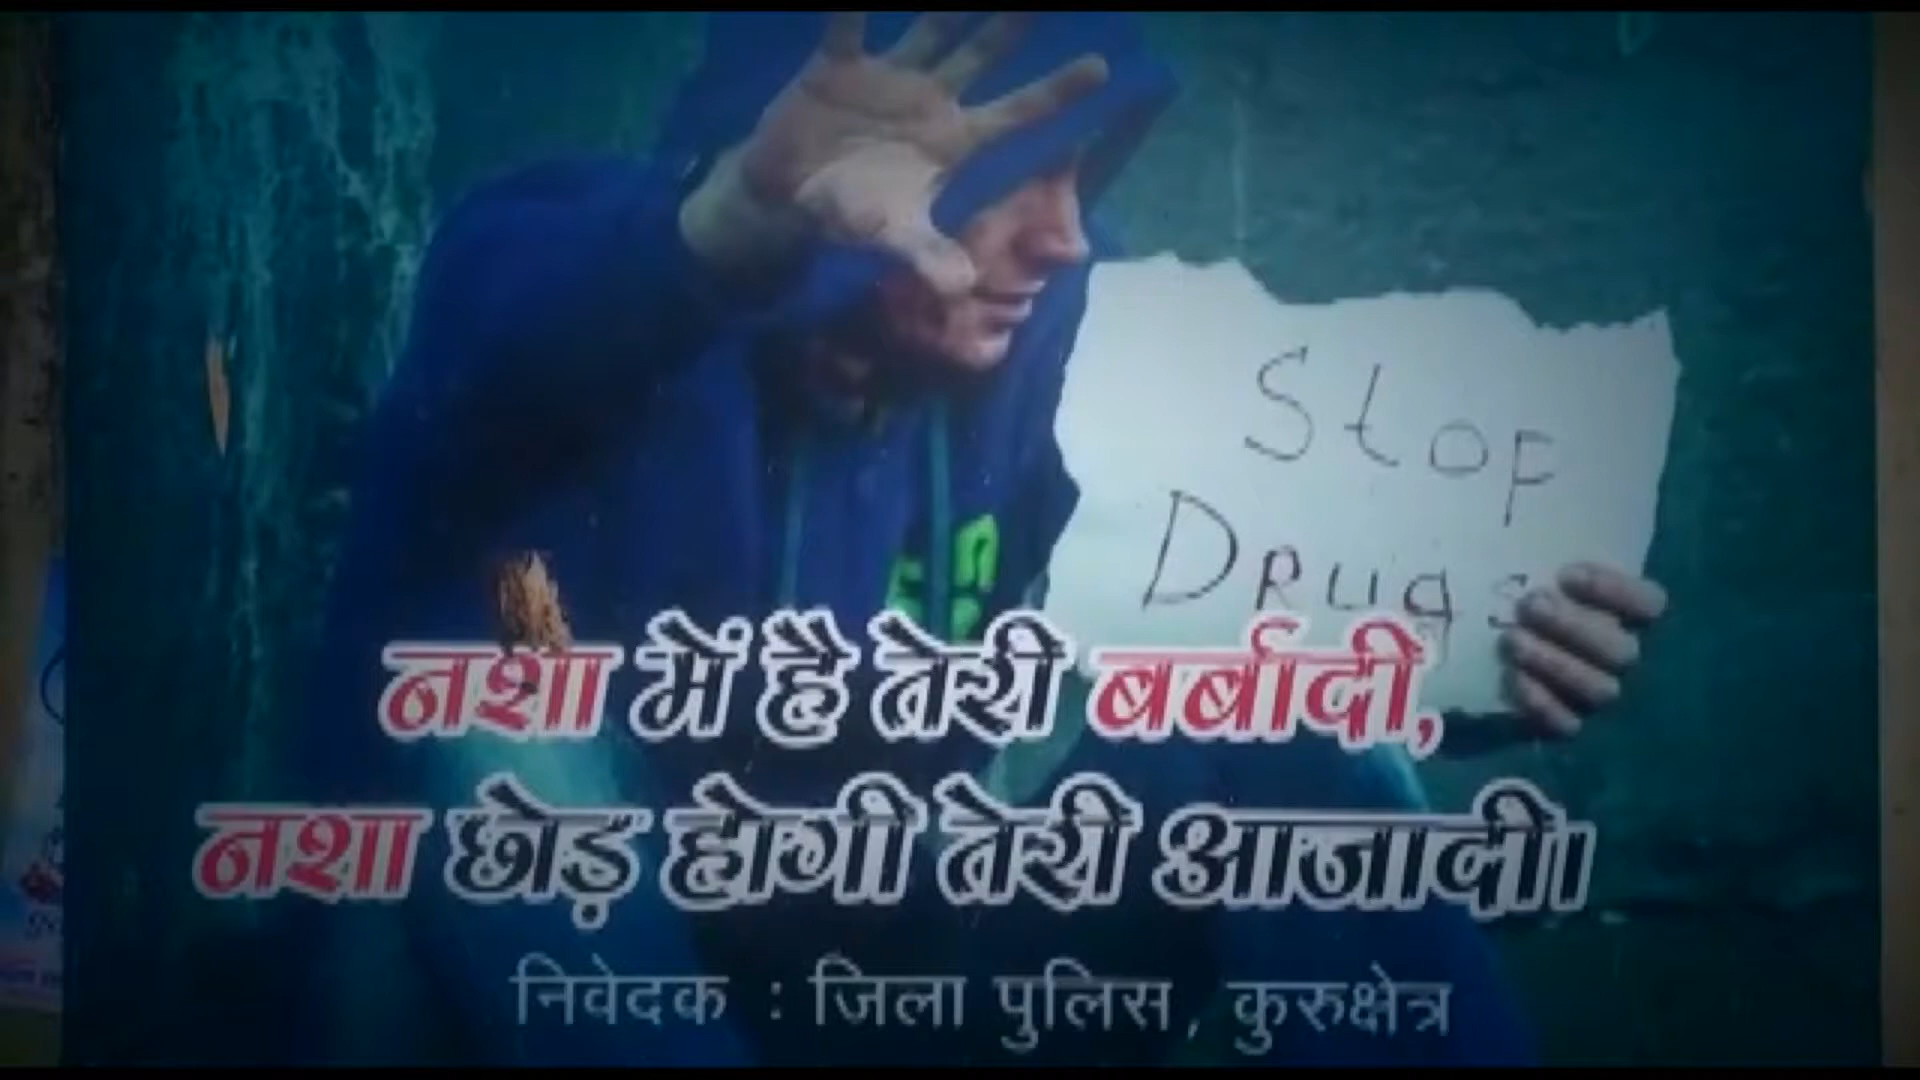 Stop
Drugs
नशा में है तेरी बर्बादी,
नशा छोड़ होगी तेरी आजादी।
निवेदक : जिला पुलिस, कुरुक्षेत्र